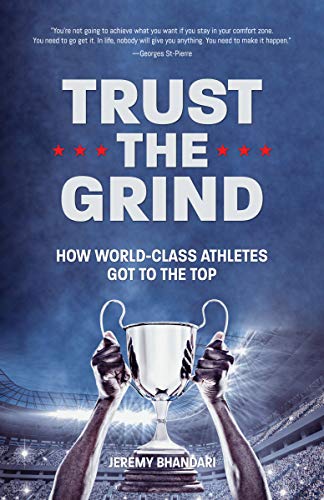 "You're not going to achieve what you want if you stay in your comfort zone.
You need to go get it. In life, nobody will give you anything. You need to make it happen."
—Georges St-Pierre
TRUST
THE
GRIND
HOW WORLD-CLASS ATHLETES
GOT TO THE TOP
JEREMY BHANDARI